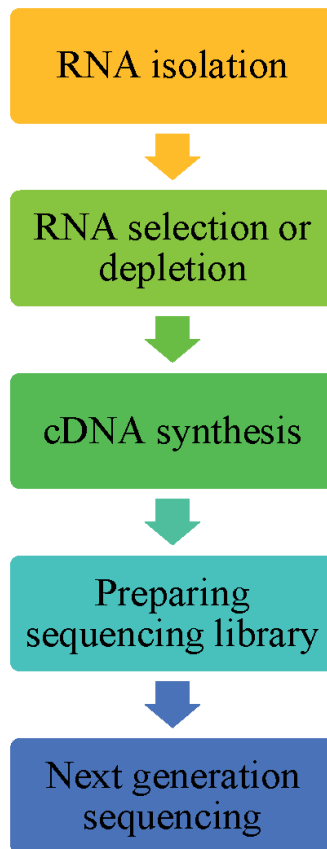 RNA isolation
RNA selection or
depletion
cDNA synthesis
Preparing
sequencing library
Next generation
sequencing